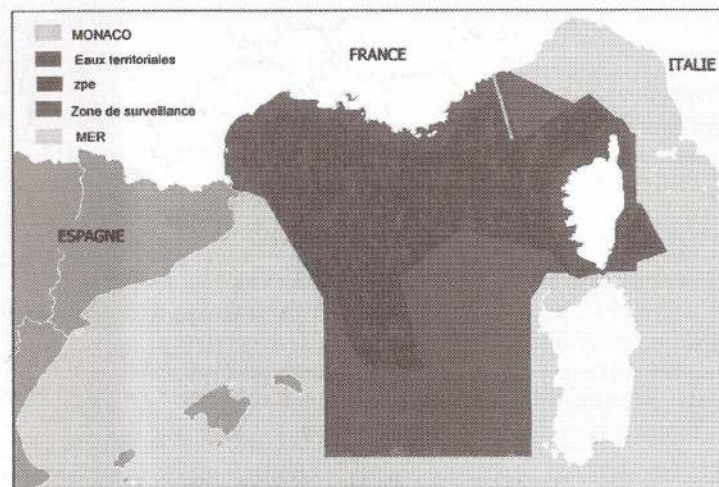 MONACO
Eaux territoriales
zpe
Zone de surveillance
MER
FRANCE
ITALIE
ESPAGNE